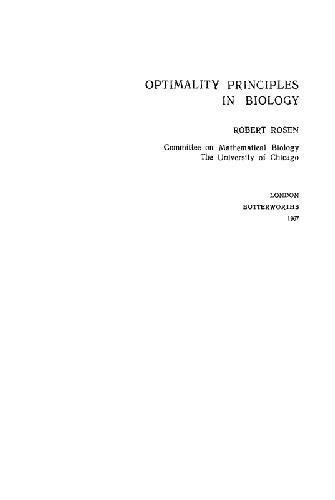 OPTIMALITY PRINCIPLES
IN BIOLOGY
ROBERT ROSEN
Committee on Mathematical Biology
The University of Chicago
LONDON
BUTTERWORTHS
1967